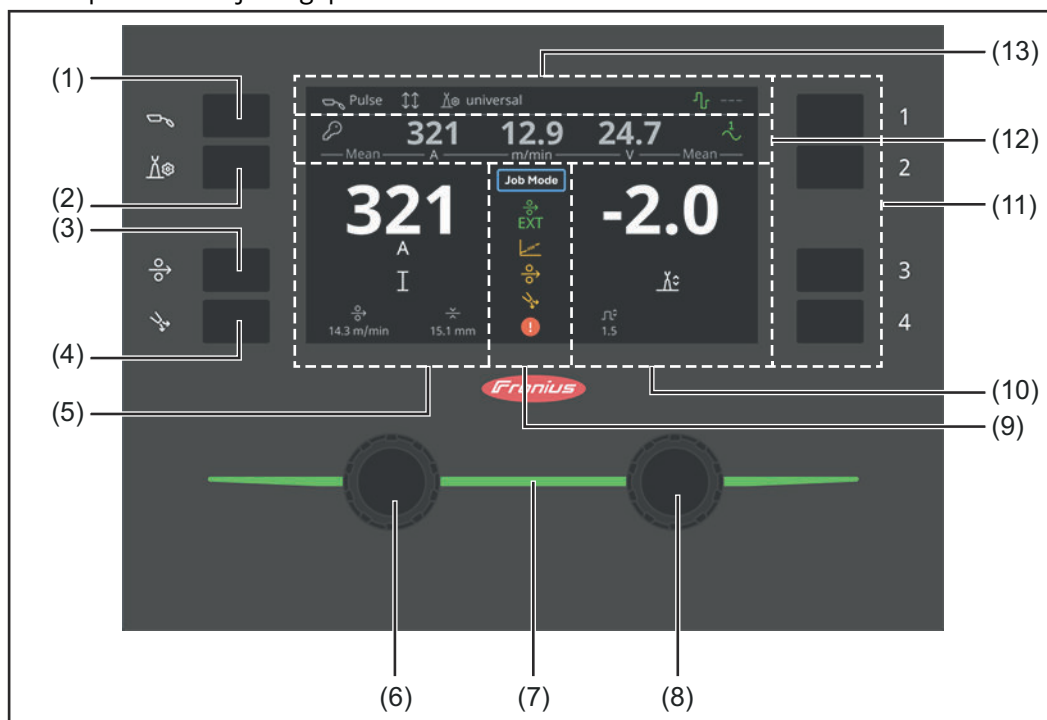 (13)
(1)
Pulse universal ---
1
321 12.9 24.7 1
(12)
Mean A m/min V Mean
2
(2)
Job Mode
(11)
(3)
321 -2.0
EXT
A
3
14.3 m/min 15.1 mm ! 1.5
4
(4)
Fronius
(10)
(5)
(9)
(6) (7) (8)